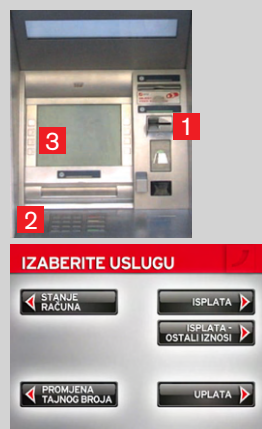 1
3
2
IZABERITE USLUGU
STANJE
RAČUNA
ISPLATA
ISPLATA -
OSTALI IZNOSI
PROMJENA
TAJNOG BROJA
UPLATA